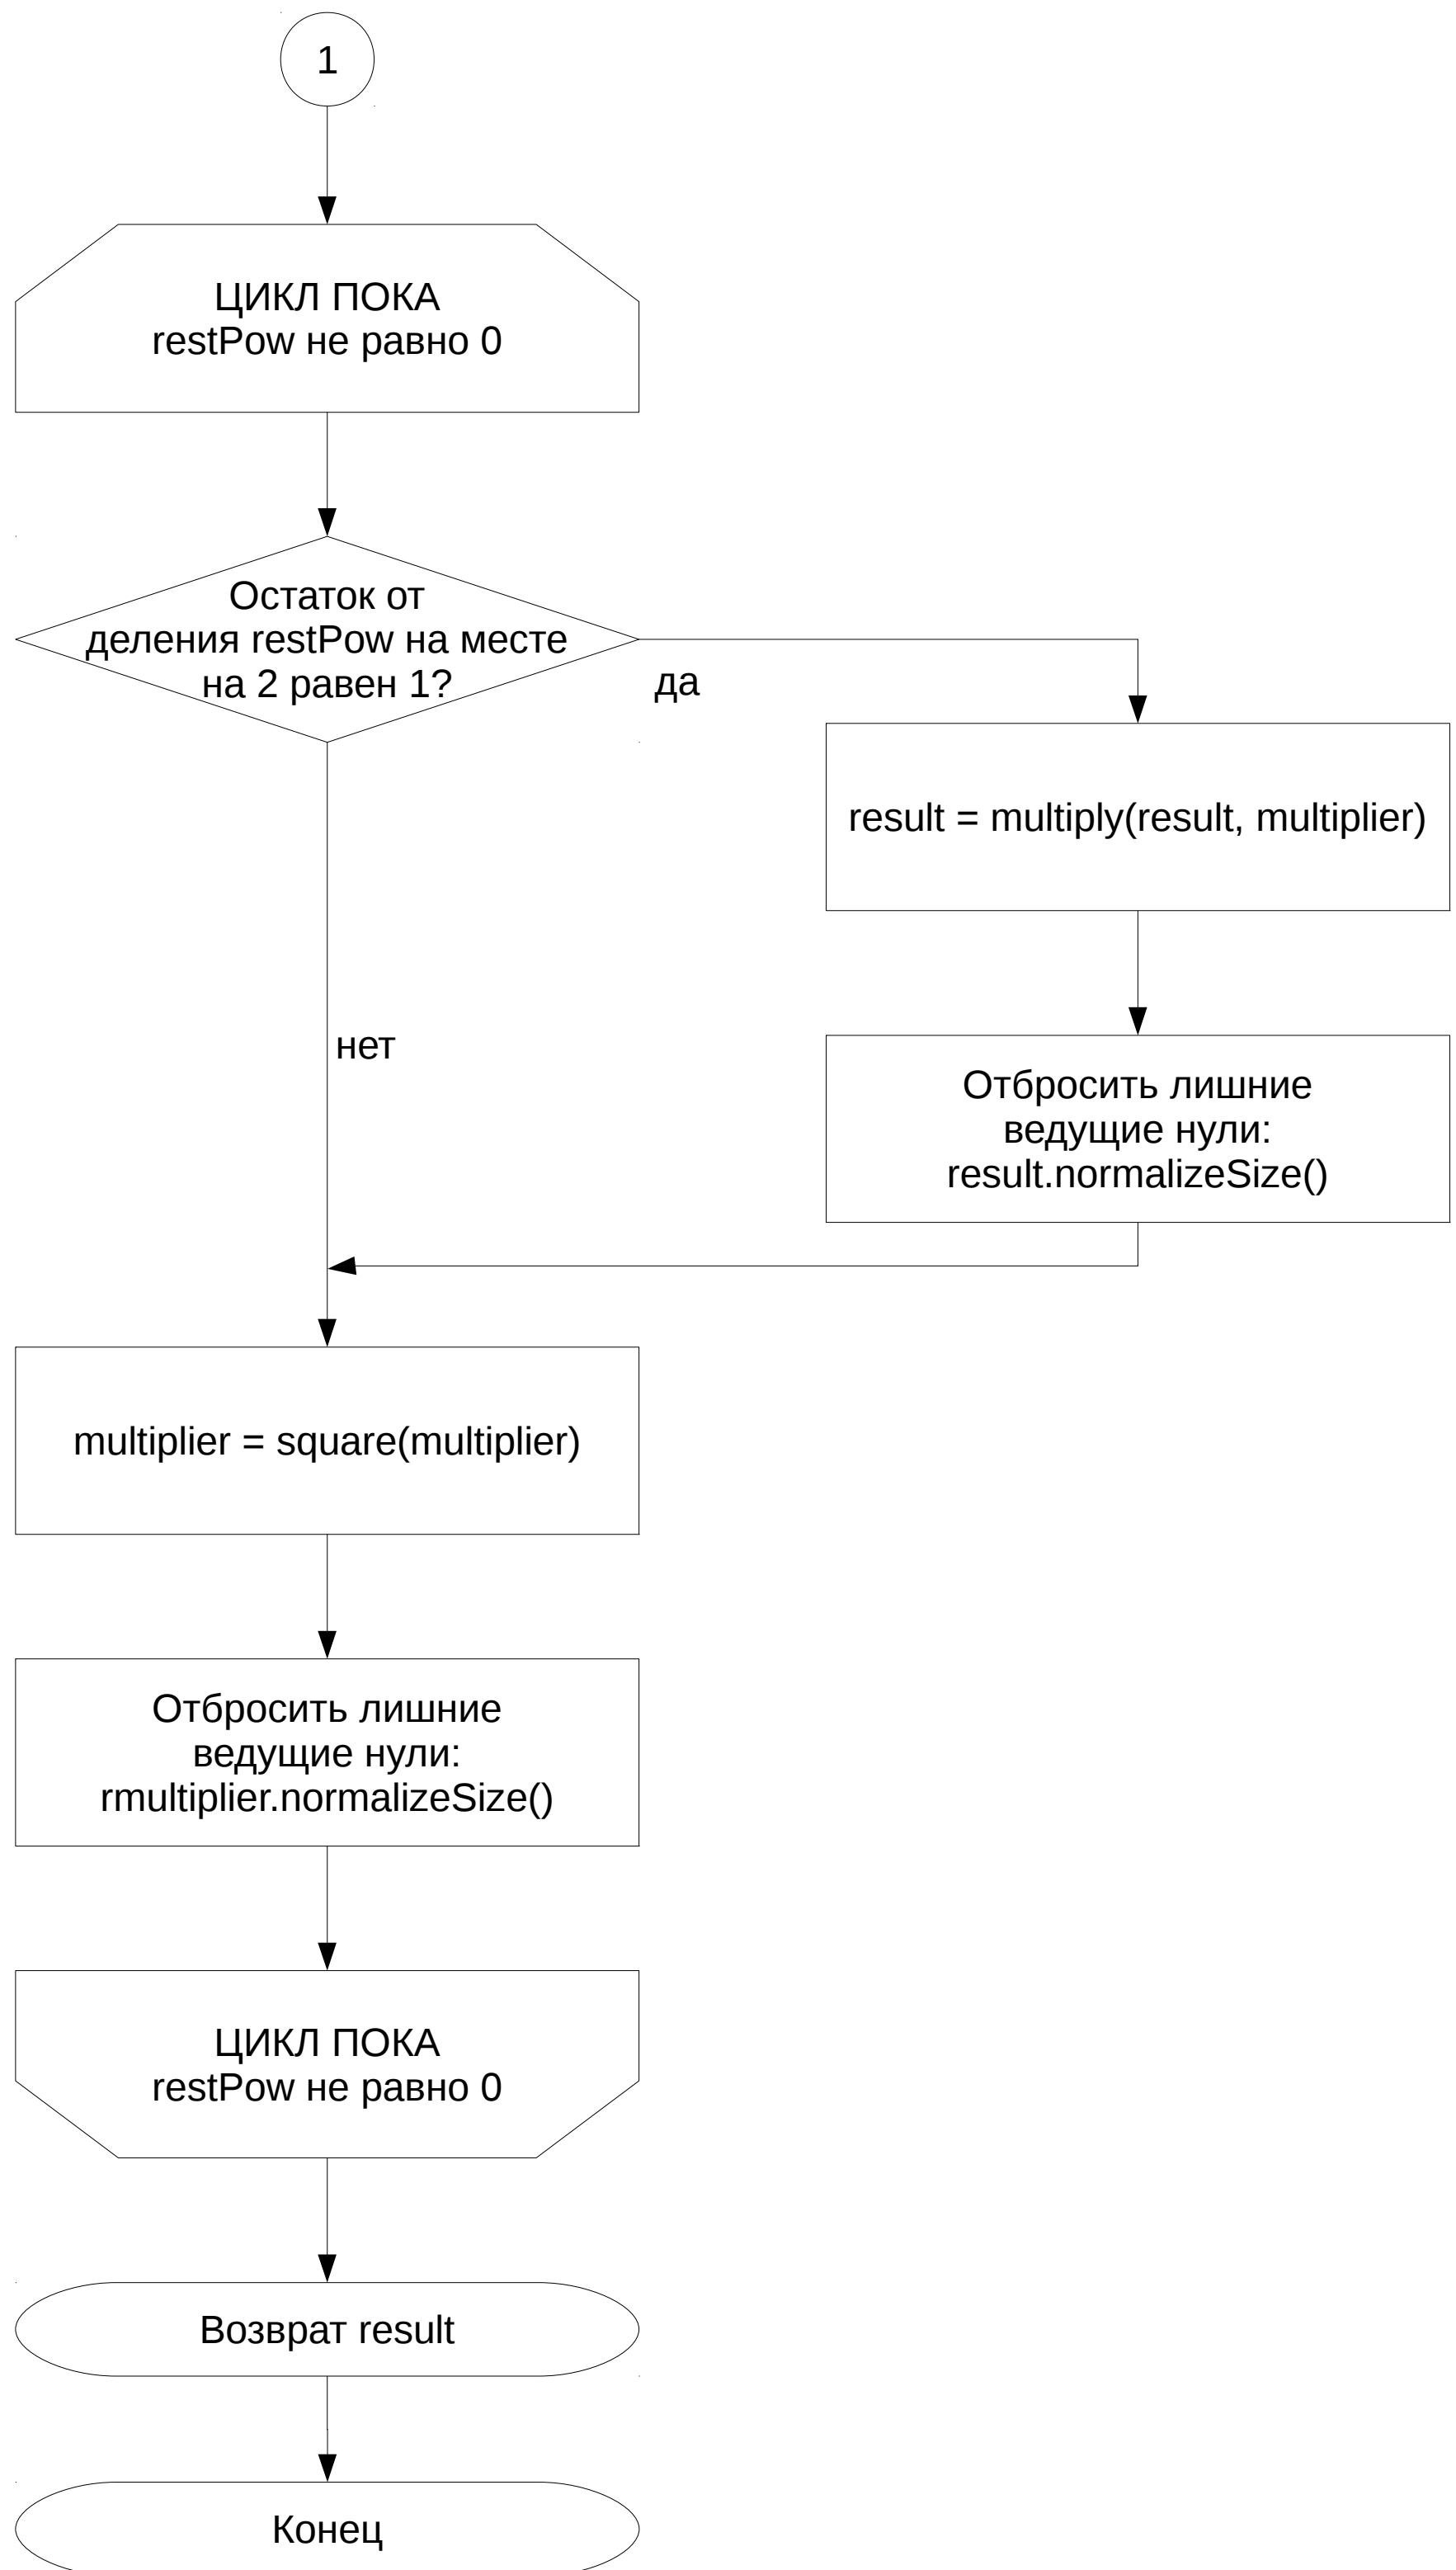 1
ЦИКЛ ПОКА
restPow не равно 0
Остаток от
деления restPow на месте
на 2 равен 1?
да
result = multiply(result, multiplier)
нет
Отбросить лишние
ведущие нули:
result.normalizeSize()
multiplier = square(multiplier)
Отбросить лишние
ведущие нули:
rmultiplier.normalizeSize()
ЦИКЛ ПОКА
restPow не равно 0
Возврат result
Конец